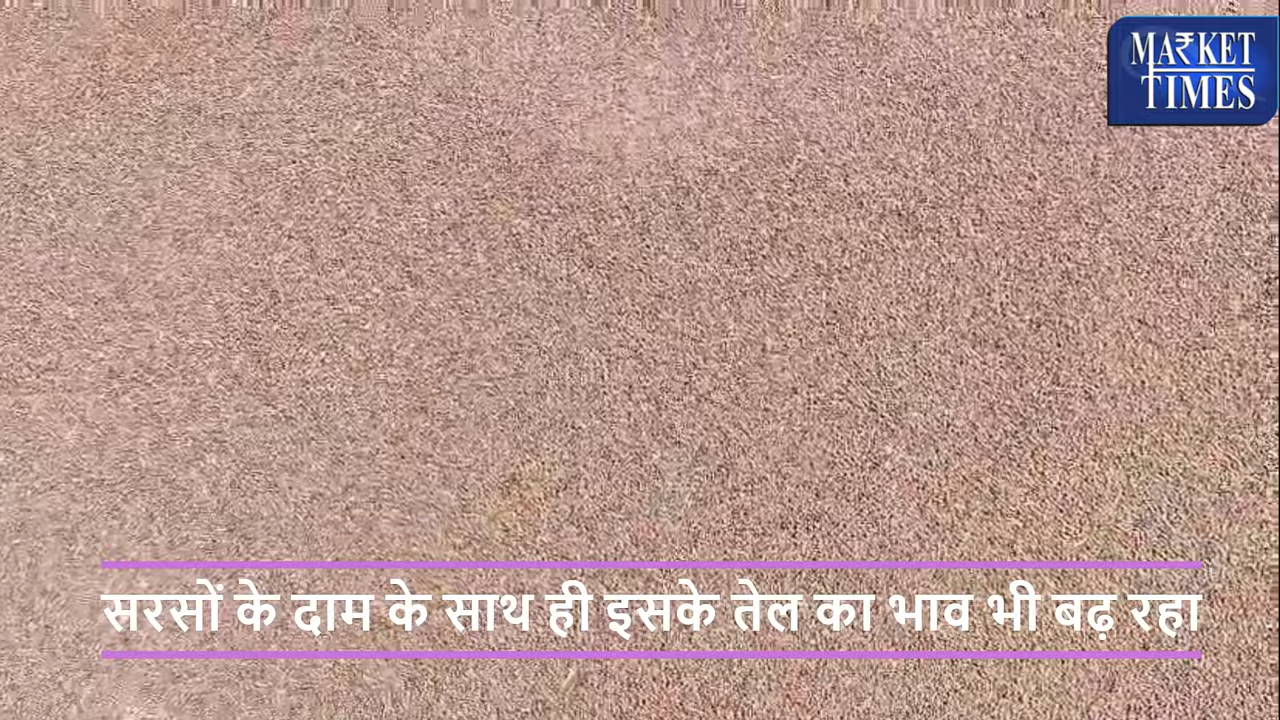 MA₹KET
TIMES
सरसों के दाम के साथ ही इसके तेल का भाव भी बढ़ रहा